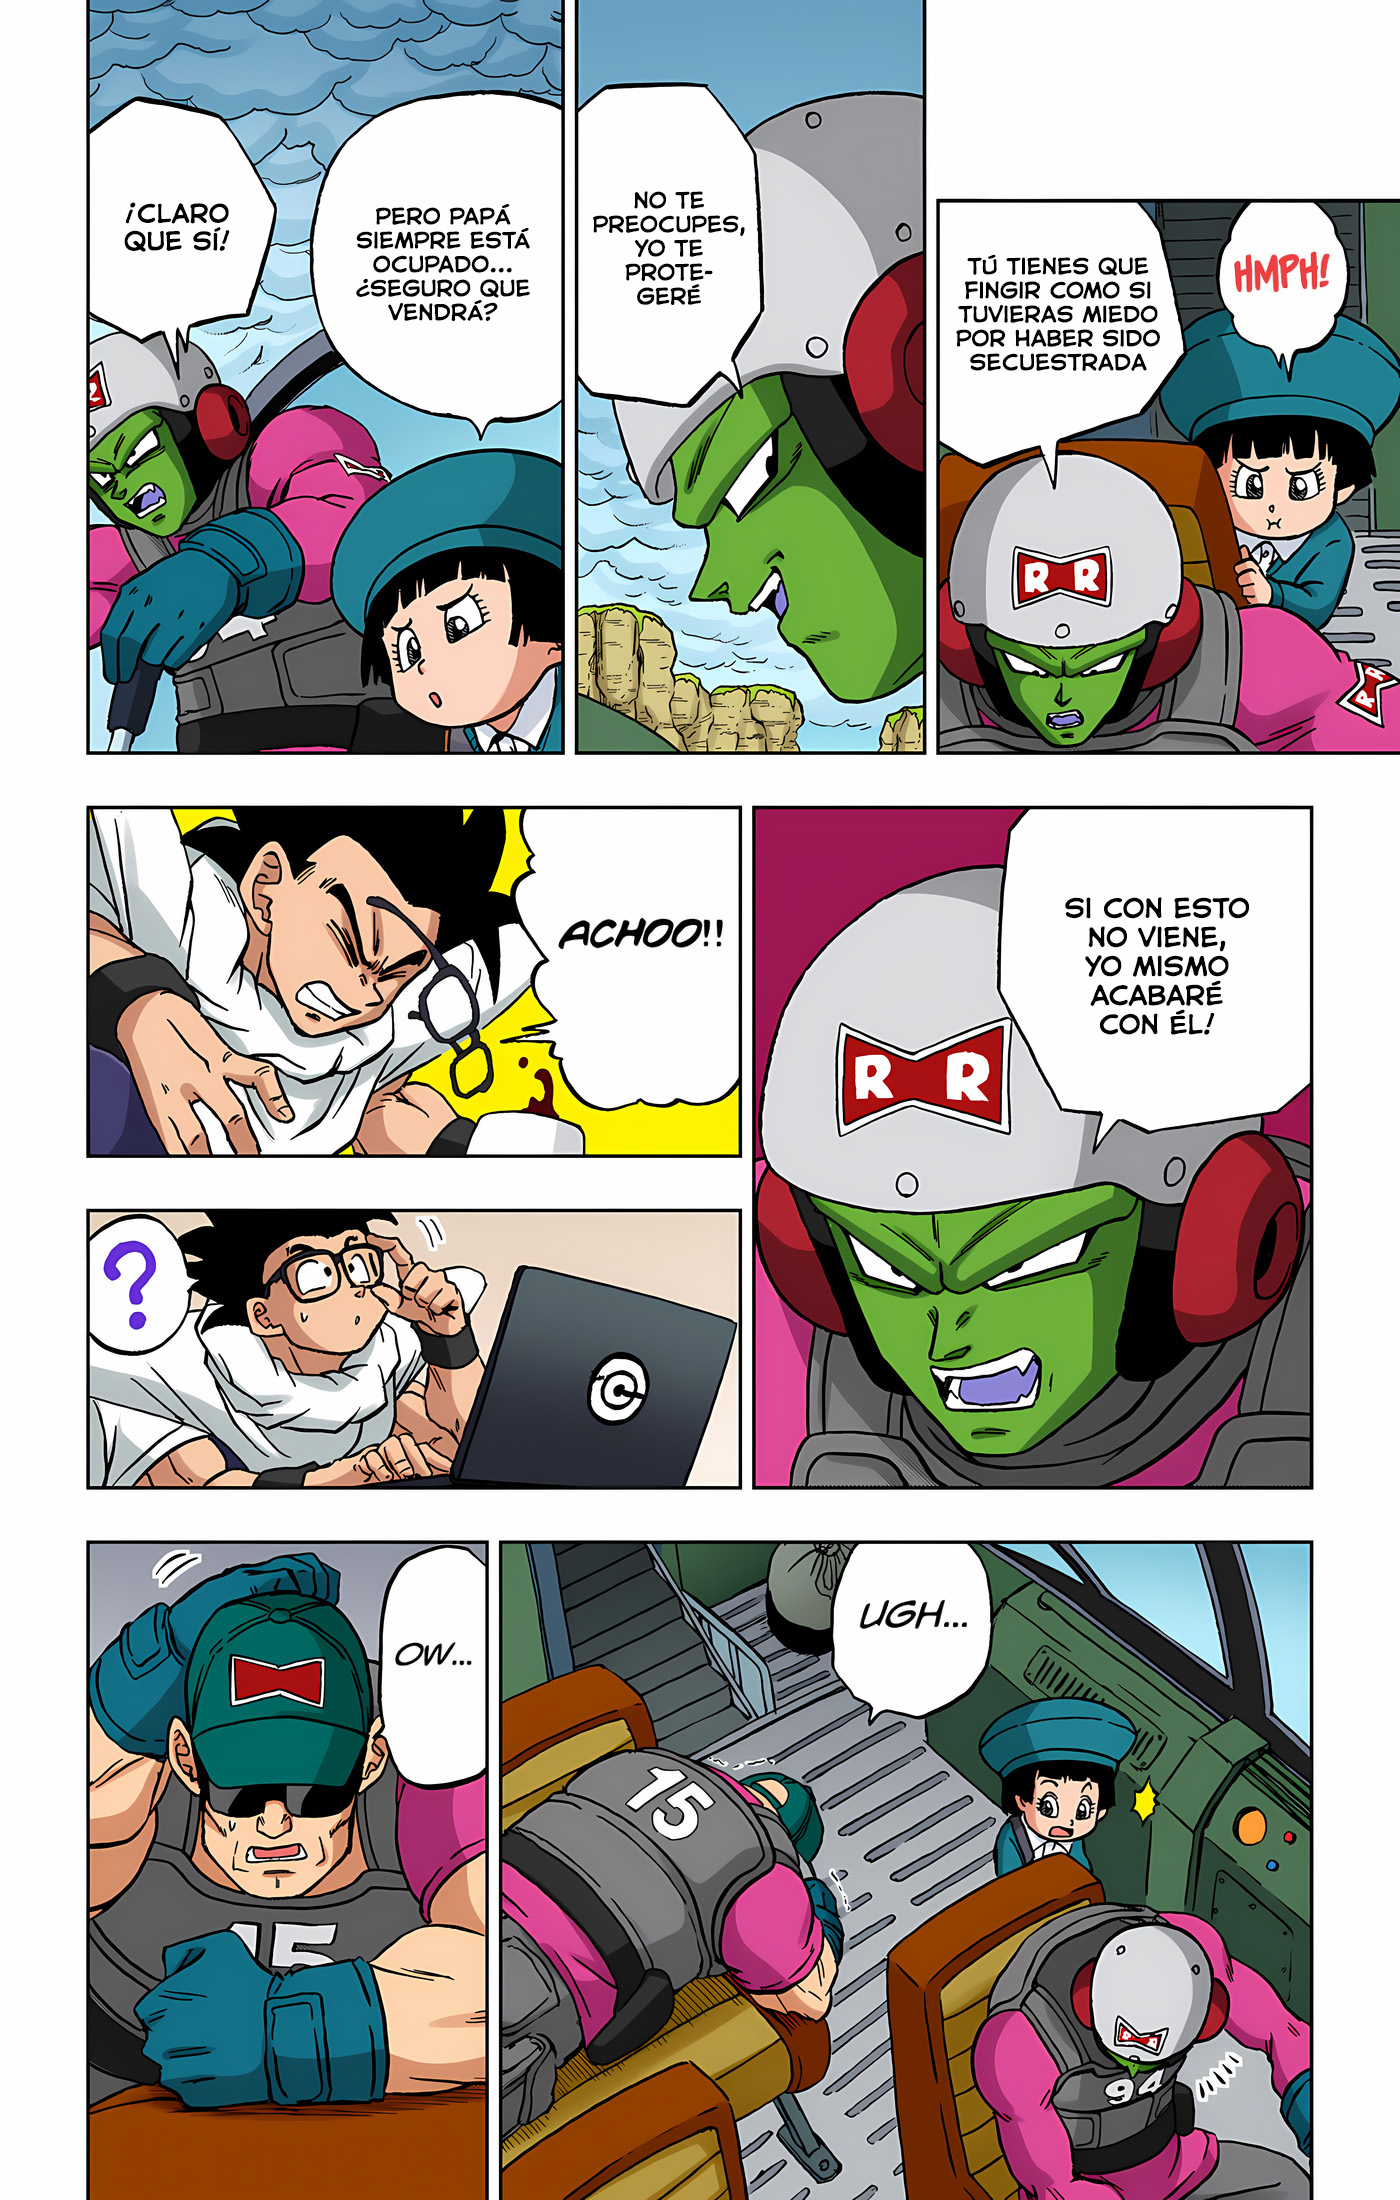 HMPH!
TÚ TIENES QUE
FINGIR COMO SI
TUVIERAS MIEDO
POR HABER SIDO
SECUESTRADA
R R
R R
NO TE
PREOCUPES,
YO TE
PROTE-
GERÉ
PERO PAPÁ
SIEMPRE ESTÁ
OCUPADO...
¿SEGURO QUE
VENDRÁ?
¡CLARO
QUE SÍ!
R
SI CON ESTO
NO VIENE,
YO MISMO
ACABARÉ
CON ÉL!
R R
ACHOO!!
?
UGH...
15
R R
94
OW...
15